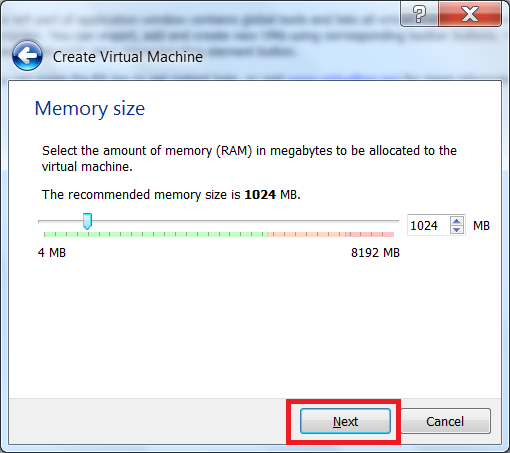 Create Virtual Machine
Memory size
Select the amount of memory (RAM) in megabytes to be allocated to the
virtual machine.
The recommended memory size is 1024 MB.
1024 MB
4 MB 8192 MB
Next Cancel